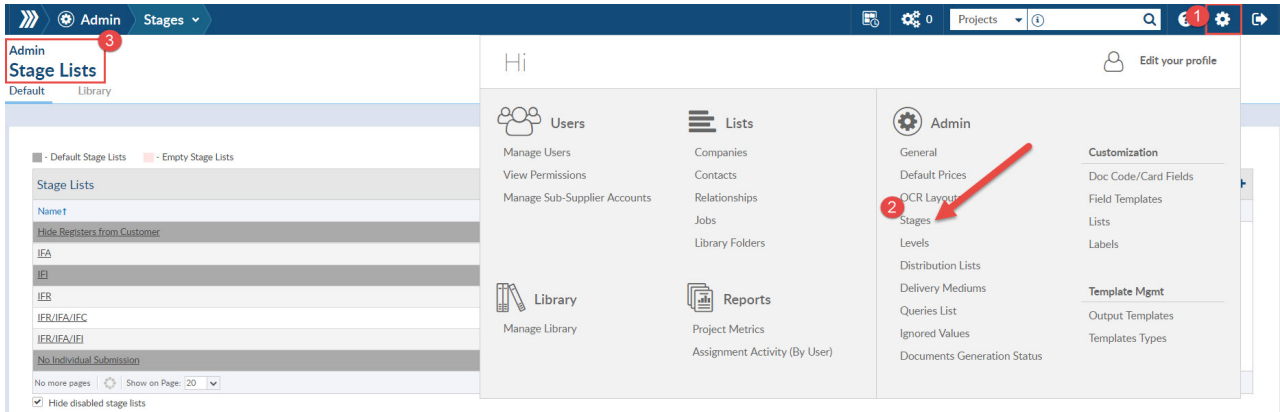 Admin Stages 0 Projects 1
Admin 3
Stage Lists
Default Library
- Default Stage Lists - Empty Stage Lists
Stage Lists
Name↑
Hide Registers from Customer
IFA
IFI
IFR
IFR/IFA/IFC
IFR/IFA/IFI
No Individual Submission
No more pages Show on Page: 20
Hide disabled stage lists
Hi Edit your profile
Users
Manage Users
View Permissions
Manage Sub-Supplier Accounts
Lists
Companies
Contacts
Relationships
Jobs
Library Folders
Library
Manage Library
Reports
Project Metrics
Assignment Activity (By User)
Admin
General
Default Prices
OCR Layouts
2
Stages
Levels
Distribution Lists
Delivery Mediums
Queries List
Ignored Values
Documents Generation Status
Customization
Doc Code/Card Fields
Field Templates
Lists
Labels
Template Mgmt
Output Templates
Templates Types